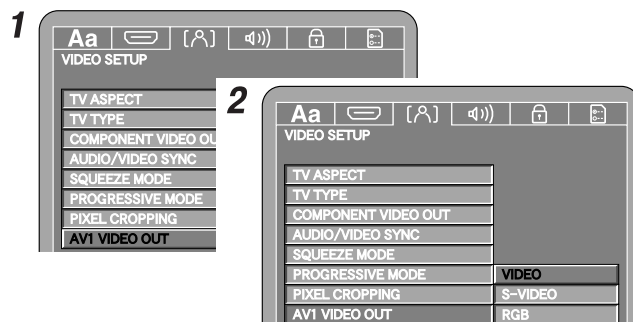 1
Aa
VIDEO SETUP
TV ASPECT
TV TYPE
COMPONENT VIDEO OU
AUDIO/VIDEO SYNC
SQUEEZE MODE
PROGRESSIVE MODE
PIXEL CROPPING
AV1 VIDEO OUT
2
Aa
VIDEO SETUP
TV ASPECT
TV TYPE
COMPONENT VIDEO OUT
AUDIO/VIDEO SYNC
SQUEEZE MODE
PROGRESSIVE MODE VIDEO
PIXEL CROPPING S-VIDEO
AV1 VIDEO OUT RGB